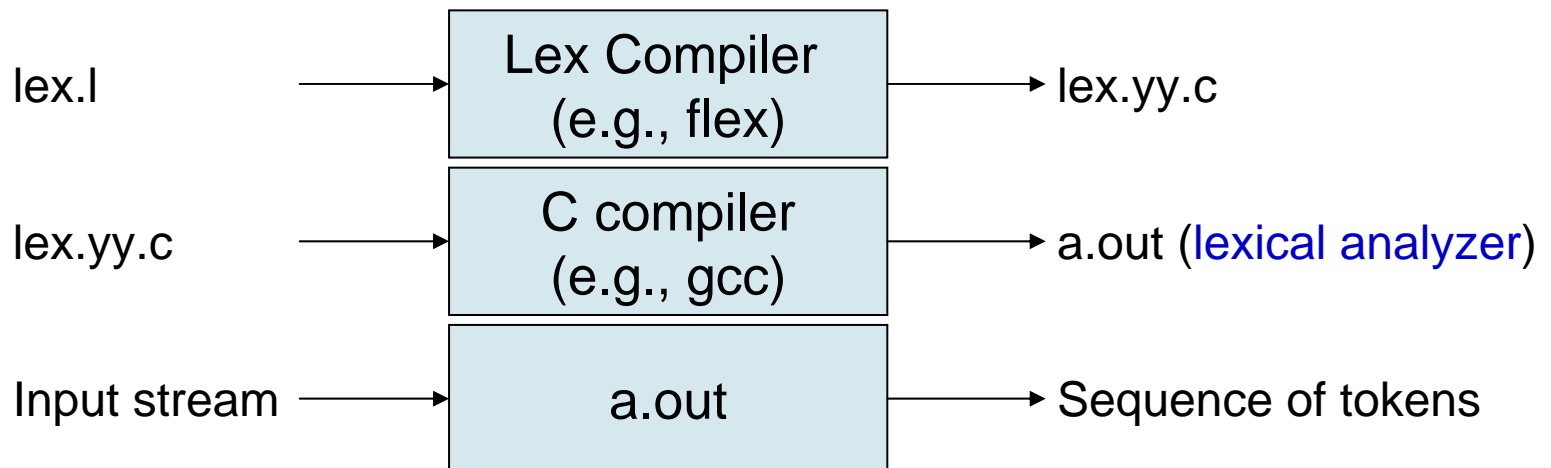 lex.l
Lex Compiler
(e.g., flex)
lex.yy.c
lex.yy.c
C compiler
(e.g., gcc)
a.out (lexical analyzer)
Input stream
a.out
Sequence of tokens